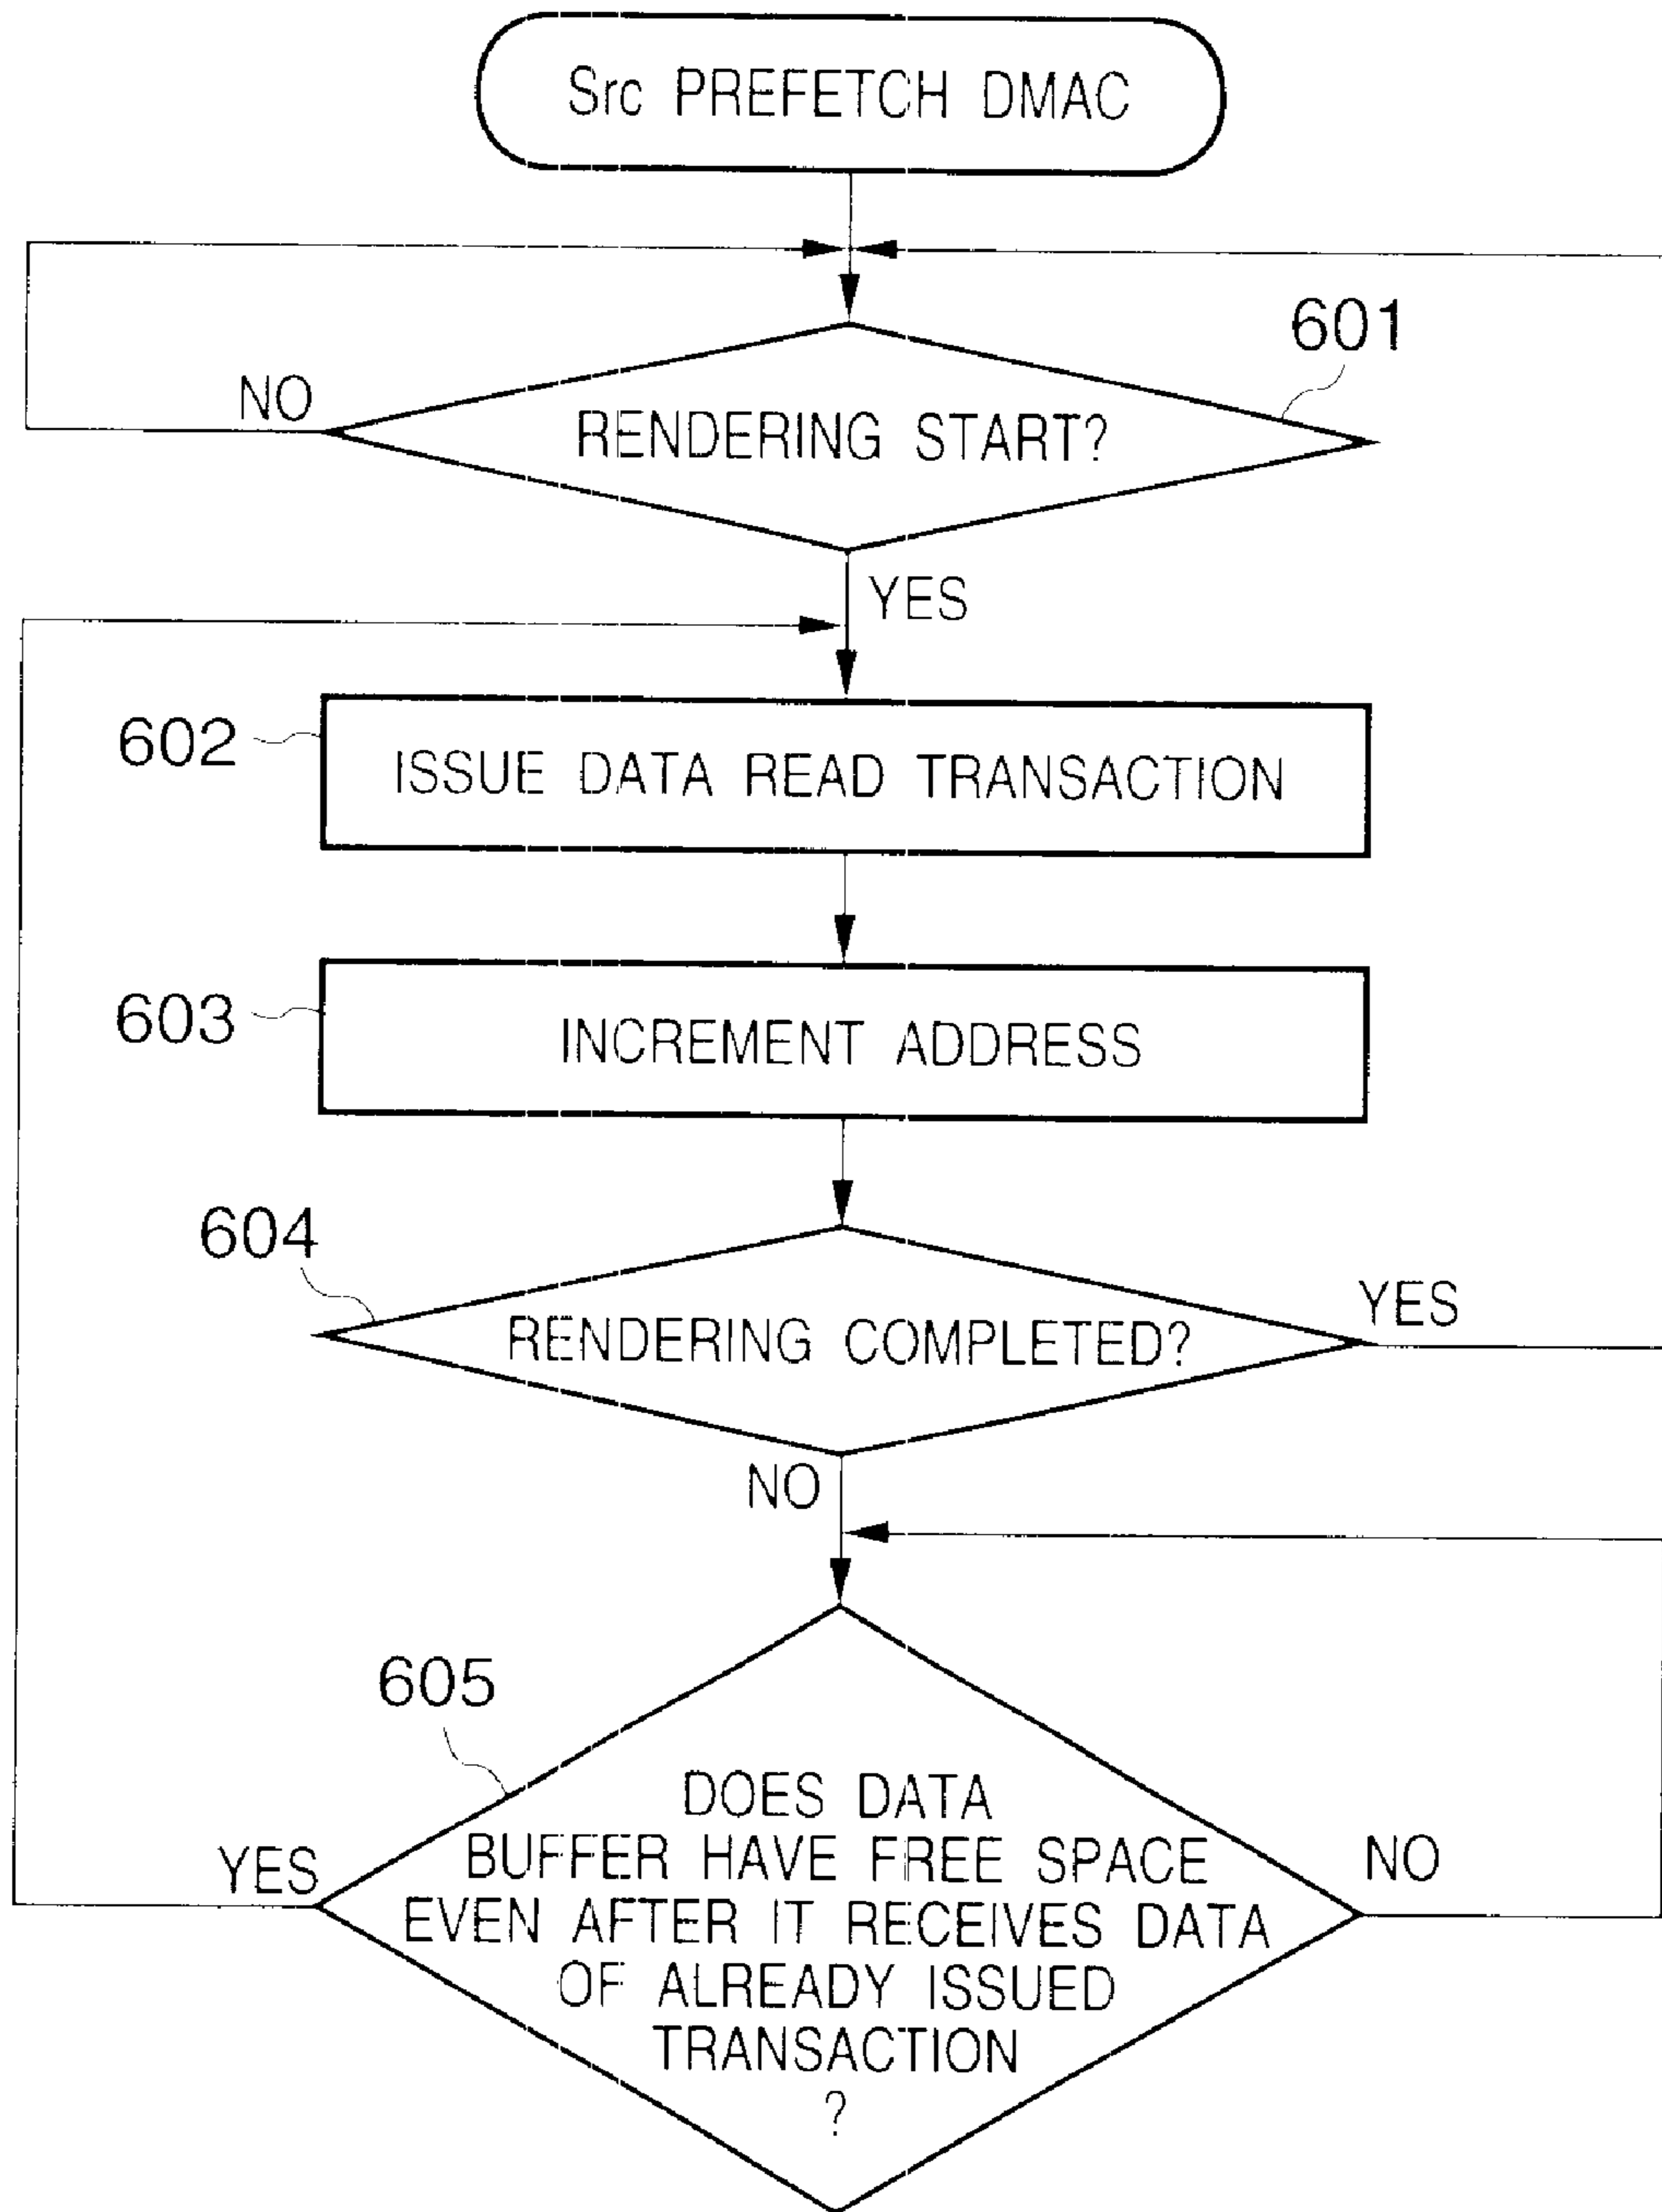 Src PREFETCH DMAC
601
NO
RENDERING START?
YES
602
ISSUE DATA READ TRANSACTION
603
INCREMENT ADDRESS
604
YES
RENDERING COMPLETED?
NO
605
DOES DATA
YES
BUFFER HAVE FREE SPACE
NO
EVEN AFTER IT RECEIVES DATA
OF ALREADY ISSUED
TRANSACTION
?